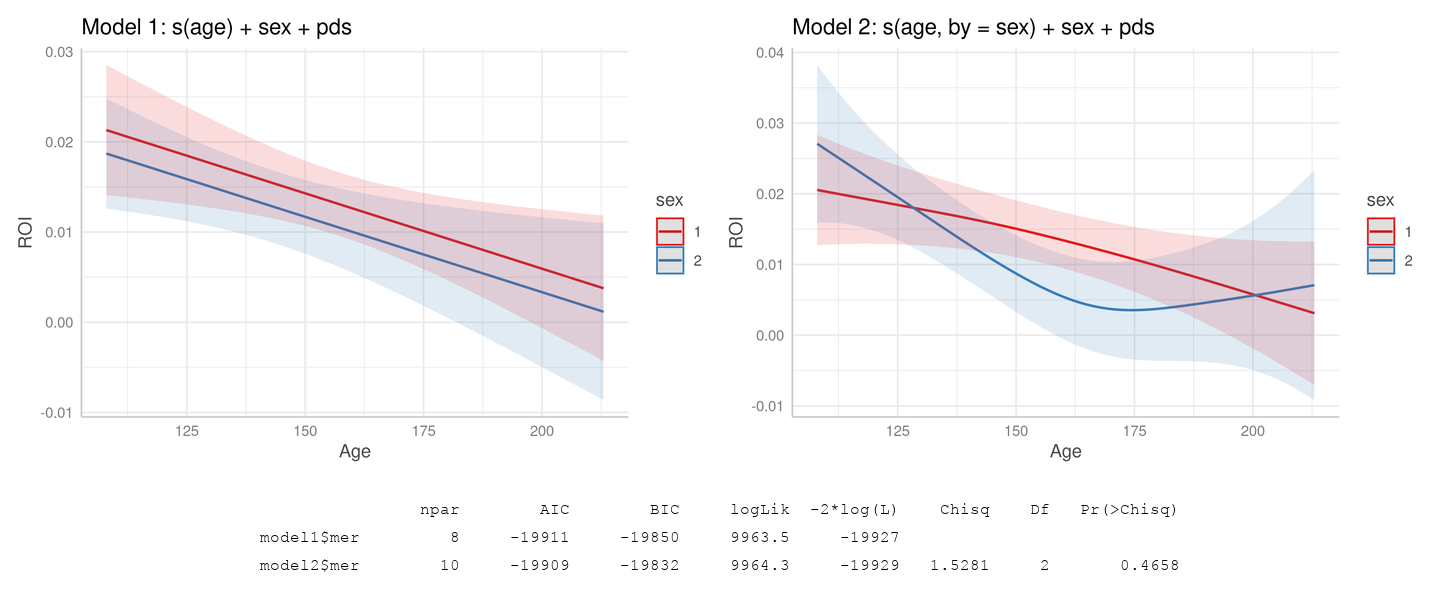 Model 1: s(age) + sex + pds
0.03
0.02
0.01
0.00
-0.01
ROI
125 150 175 200
Age
sex
1
2
Model 2: s(age, by = sex) + sex + pds
0.04
0.03
0.02
0.01
0.00
-0.01
ROI
125 150 175 200
Age
sex
1
2
npar AIC BIC logLik -2*log(L) Chisq Df Pr(>Chisq)
model1$mer 8 -19911 -19850 9963.5 -19927
model2$mer 10 -19909 -19832 9964.3 -19929 1.5281 2 0.4658